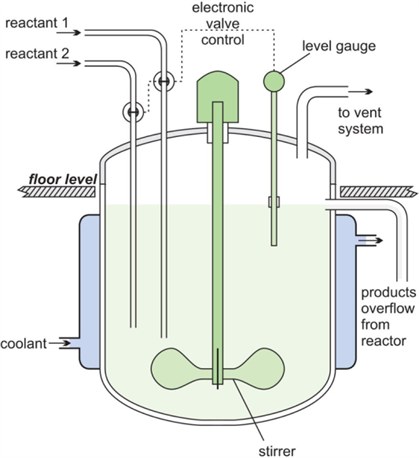 reactant 1
reactant 2
electronic
valve
control
level gauge
to vent
system
floor level
coolant
products
overflow
from
reactor
stirrer